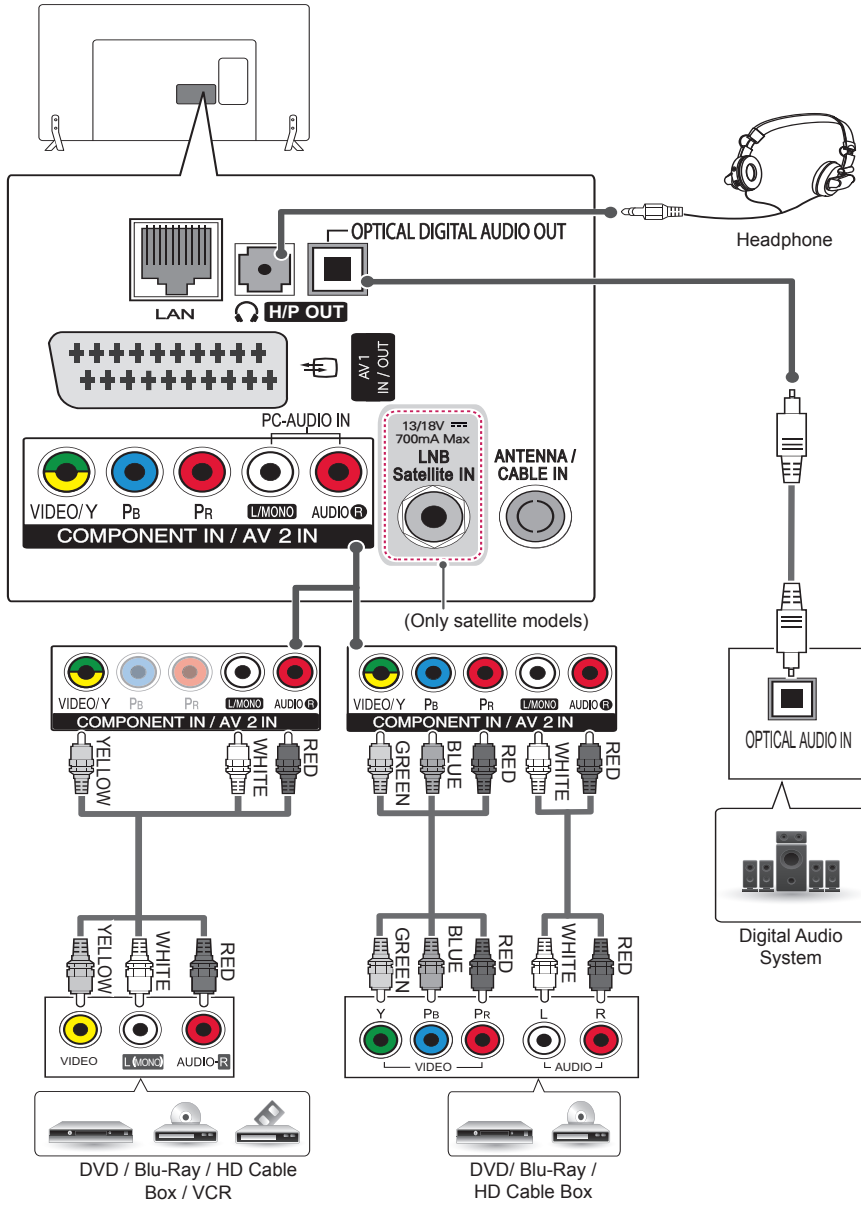 OPTICAL DIGITAL AUDIO OUT
Headphone
LAN
H/P OUT
AV 1
IN / OUT
PC-AUDIO IN
13/18V
700mA Max
LNB
Satellite IN
ANTENNA /
CABLE IN
VIDEO/ Y PB PR L/MONO AUDIO R
COMPONENT IN / AV 2 IN
(Only satellite models)
VIDEO/ Y PB PR L/MONO AUDIO R
COMPONENT IN / AV 2 IN
YELLOW WHITE RED
VIDEO/ Y PB PR L/MONO AUDIO R
COMPONENT IN / AV 2 IN
GREEN BLUE RED WHITE RED
OPTICAL AUDIO IN
Digital Audio
System
YELLOW WHITE RED
VIDEO L(MONO) AUDIO-R
DVD / Blu-Ray / HD Cable
Box / VCR
GREEN BLUE RED WHITE RED
Y PB PR L R
VIDEO AUDIO
DVD/ Blu-Ray /
HD Cable Box